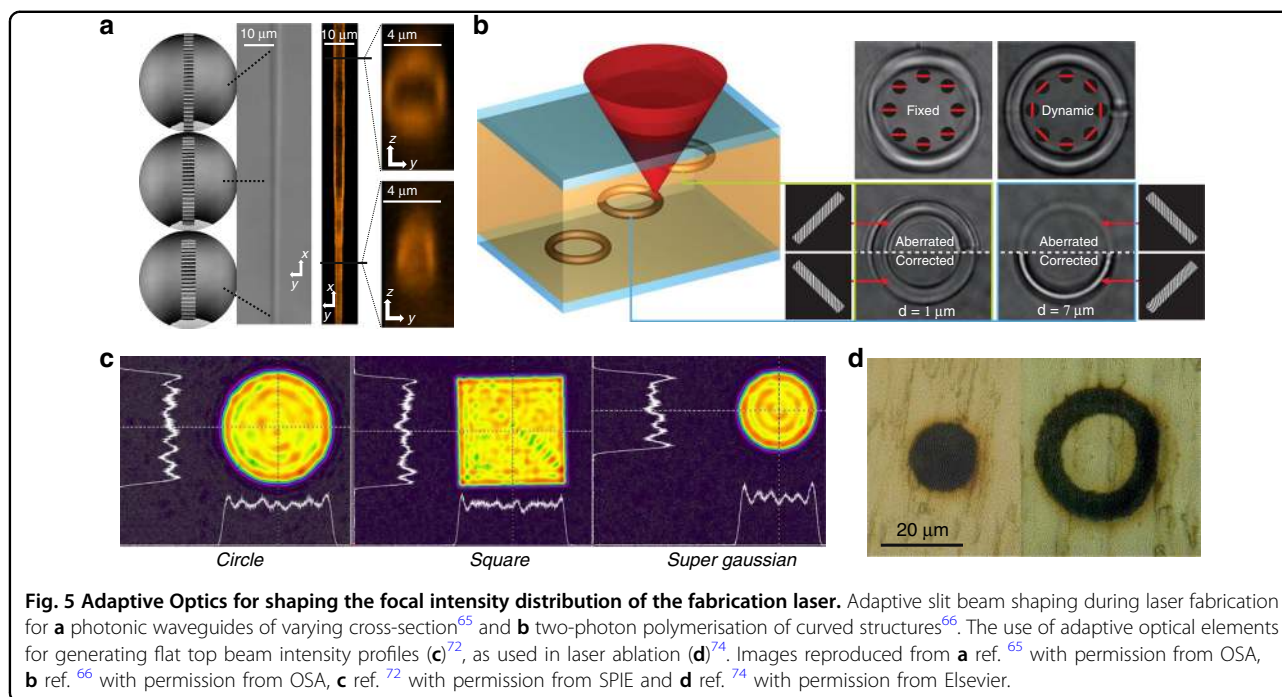 a
10 μm
10 μm
4 μm
z
y
4 μm
z
y
x
y
x
y
b
Fixed
Dynamic
Aberrated
Corrected
d = 1 μm
Aberrated
Corrected
d = 7 μm
c
Circle
Square
Super gaussian
d
20 μm
Fig. 5 Adaptive Optics for shaping the focal intensity distribution of the fabrication laser. Adaptive slit beam shaping during laser fabrication
for a photonic waveguides of varying cross-section65 and b two-photon polymerisation of curved structures66. The use of adaptive optical elements
for generating flat top beam intensity profiles (c)72, as used in laser ablation (d)74. Images reproduced from a ref. 65 with permission from OSA,
b ref. 66 with permission from OSA, c ref. 72 with permission from SPIE and d ref. 74 with permission from Elsevier.